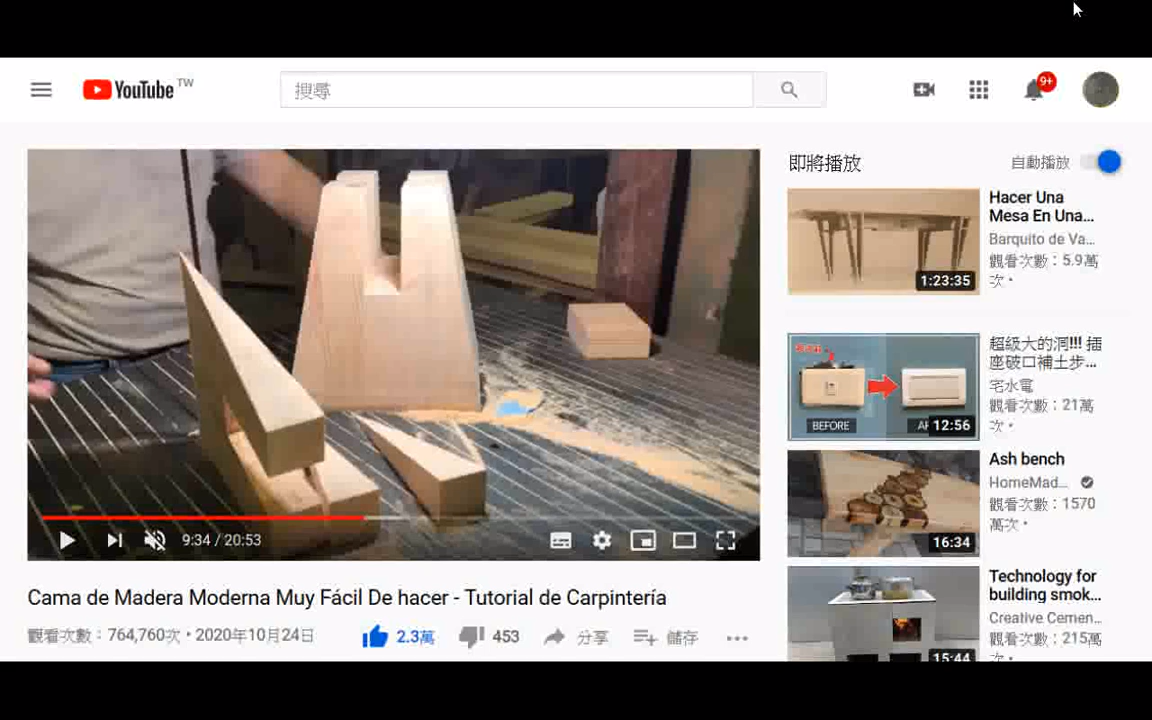 YouTube TW
搜尋
9+
即將播放
自動播放
Hacer Una
Mesa En Una...
Barquito de Va...
觀看次數：5.9萬
次・
1:23:35
超級大的洞!!! 插
座破口補土步...
宅水電
觀看次數：21萬
次・
BEFORE
AF
12:56
Ash bench
HomeMad...
觀看次數：1570
萬次・
16:34
Technology for
building smok...
Creative Cemen...
觀看次數：215萬
次・
15:44
9:34 / 20:53
Cama de Madera Moderna Muy Fácil De hacer - Tutorial de Carpintería
觀看次數：764,760次・2020年10月24日
2.3萬
453
分享
儲存